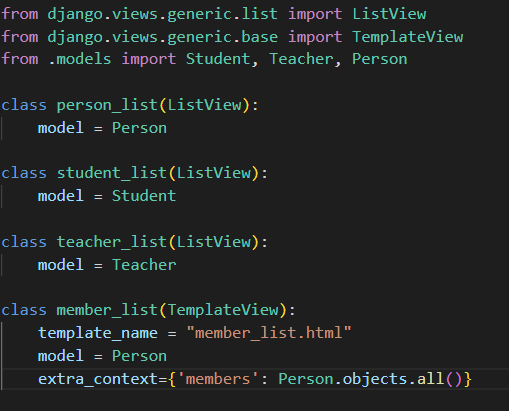 from django.views.generic.list import ListView
from django.views.generic.base import TemplateView
from .models import Student, Teacher, Person

class person_list(ListView):
    model = Person

class student_list(ListView):
    model = Student

class teacher_list(ListView):
    model = Teacher

class member_list(TemplateView):
    template_name = "member_list.html"
    model = Person
    extra_context={'members': Person.objects.all()}